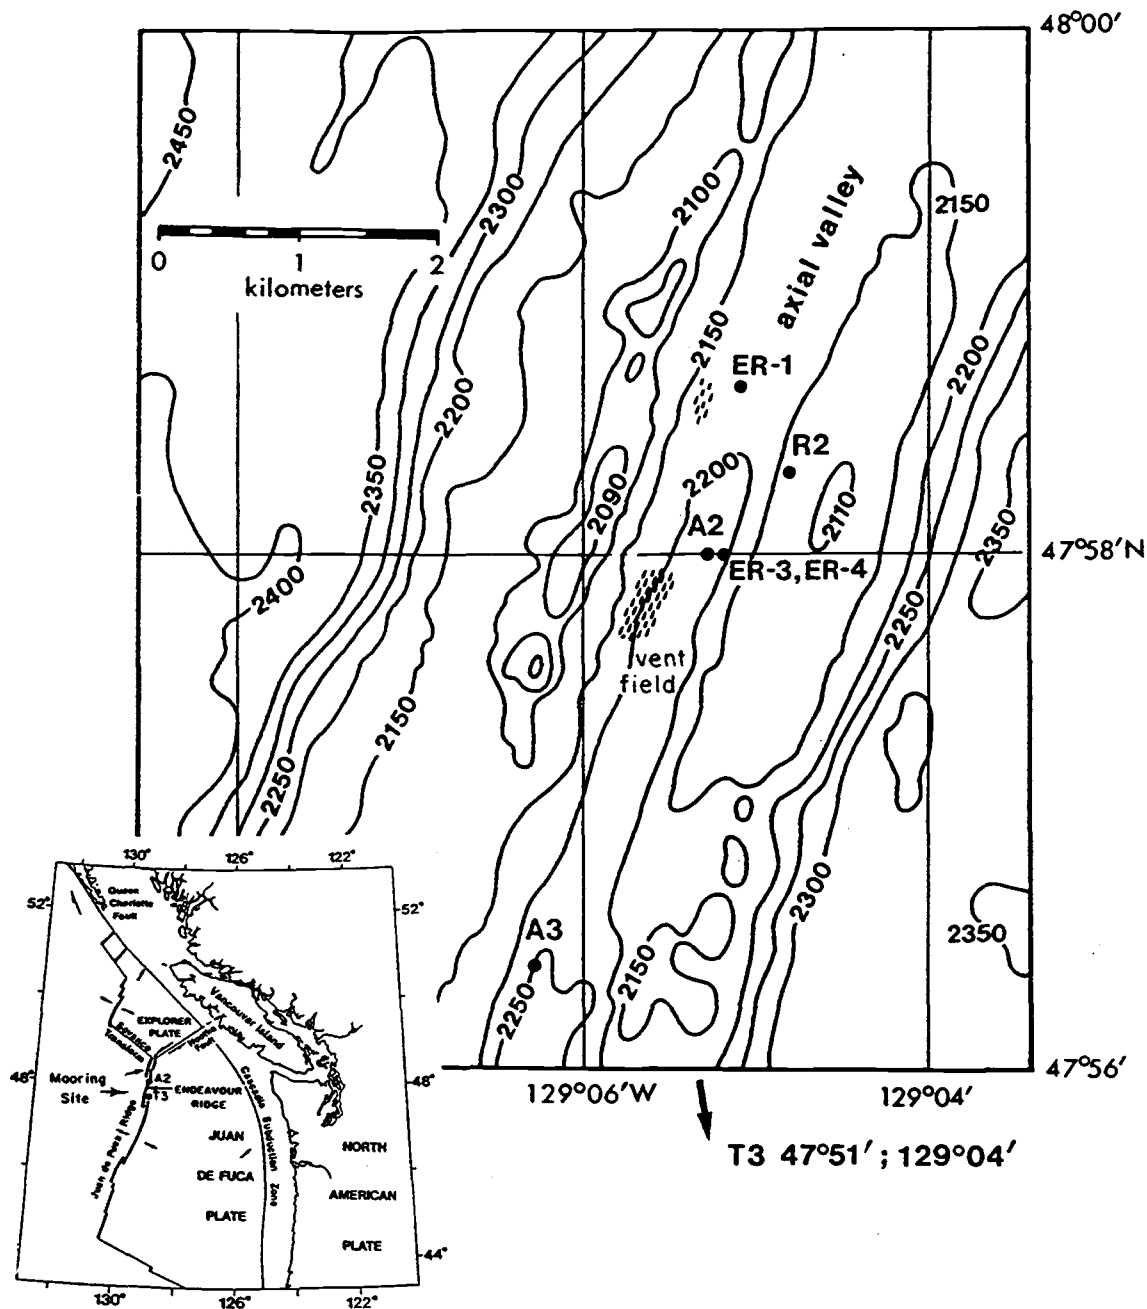 48°00′
2450
2300
2100
2150
axial valley
0 1 2
kilometers
2150
ER-1
2200
2200
2350
R2
2200
2090
2110
2350
A2
47°58′N
ER-3, ER-4
2400
2250
vent
field
2150
2250
2300
A3
2350
2150
2250
47°56′
129°06′W
129°04′
T3 47°51′ ; 129°04′
130° 126° 122°
52°
52°
Queen
Charlotte
Fault
Vancouver Island
EXPLORER
PLATE
Sovanco
Transform
Nootka
Fault
48°
48°
A2
Mooring
Site
T3
ENDEAVOUR
RIDGE
Cascadia Subduction Zone
Juan de Fuca Ridge
JUAN
DE FUCA
PLATE
NORTH
AMERICAN
PLATE
44°
130° 126° 122°